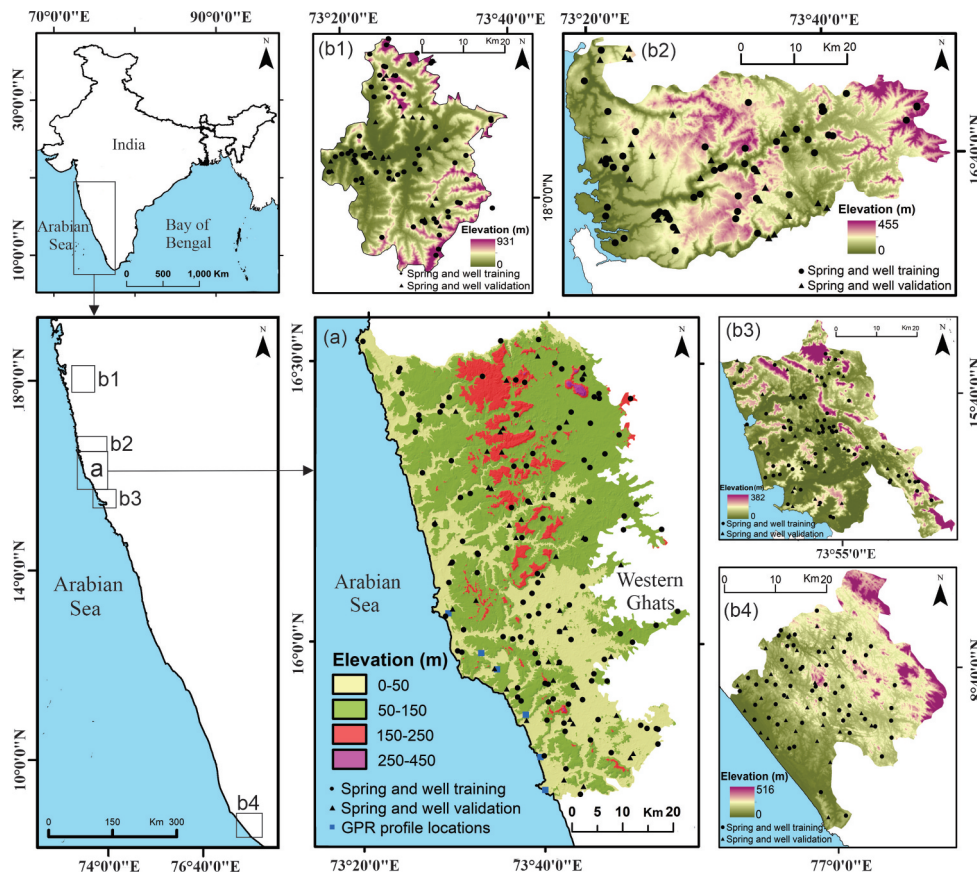 70°0'0"E
90°0'0"E
30°0'0"N
10°0'0"N
N
India
Arabian
Sea
Bay of
Bengal
0 500 1,000 Km
73°20'0"E
73°40'0"E
(b1)
0 10 Km 20
N
18°0'0"N
Elevation (m)
931
0
Spring and well training
Spring and well validation
73°20'0"E
73°40'0"E
(b2)
0 10 Km 20
N
16°40'0"N
Elevation (m)
455
0
Spring and well training
Spring and well validation
18°0'0"N
14°0'0"N
10°0'0"N
N
b1
b2
a
b3
Arabian
Sea
b4
0 150 Km 300
74°0'0"E
76°40'0"E
(a)
N
16°30'0"N
16°0'0"N
Arabian
Sea
Western
Ghats
Elevation (m)
0-50
50-150
150-250
250-450
Spring and well training
Spring and well validation
GPR profile locations
0 5 10 Km 20
73°20'0"E
73°40'0"E
(b3)
0 10 Km 20
N
15°40'0"N
Elevation (m)
382
0
Spring and well training
Spring and well validation
73°55'0"E
0 10 Km 20
(b4)
N
8°40'0"N
Elevation (m)
516
0
Spring and well training
Spring and well validation
77°0'0"E